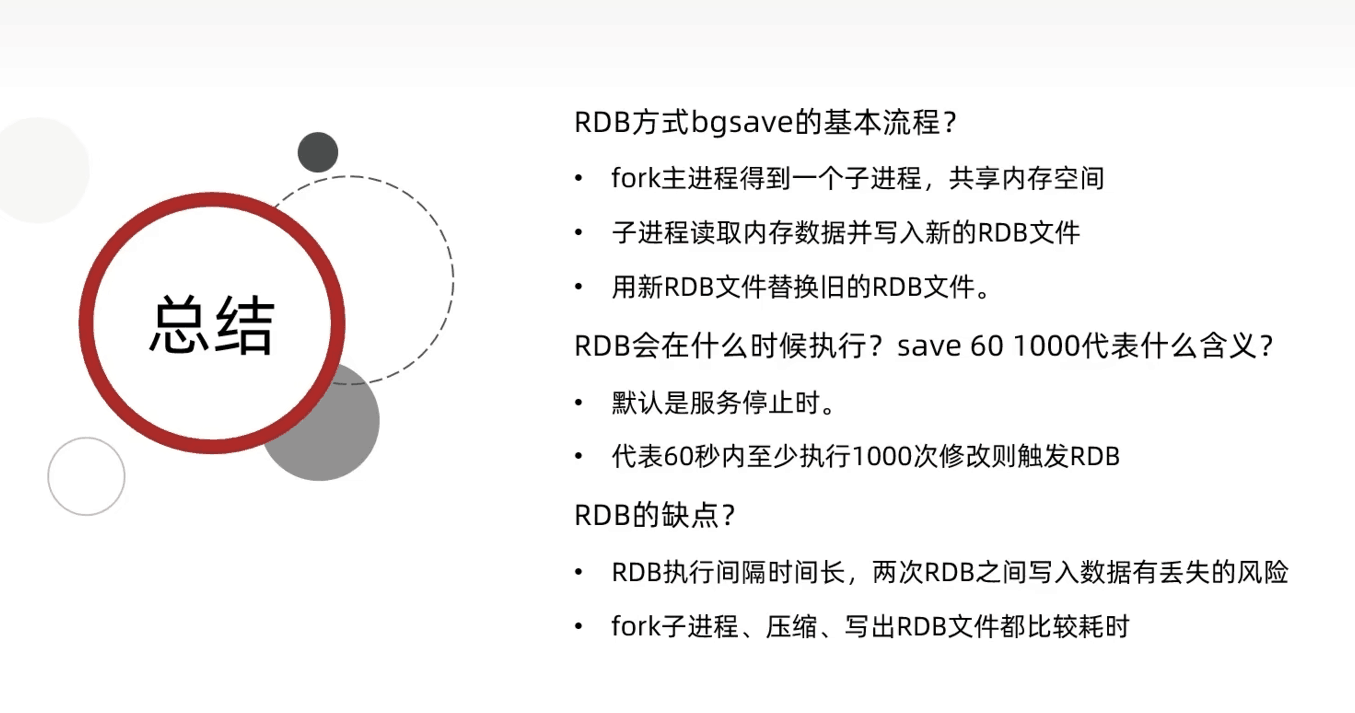 总结
RDB方式bgsave的基本流程？
• fork主进程得到一个子进程，共享内存空间
• 子进程读取内存数据并写入新的RDB文件
• 用新RDB文件替换旧的RDB文件。
RDB会在什么时候执行？save 60 1000代表什么含义？
• 默认是服务停止时。
• 代表60秒内至少执行1000次修改则触发RDB
RDB的缺点？
• RDB执行间隔时间长，两次RDB之间写入数据有丢失的风险
• fork子进程、压缩、写出RDB文件都比较耗时